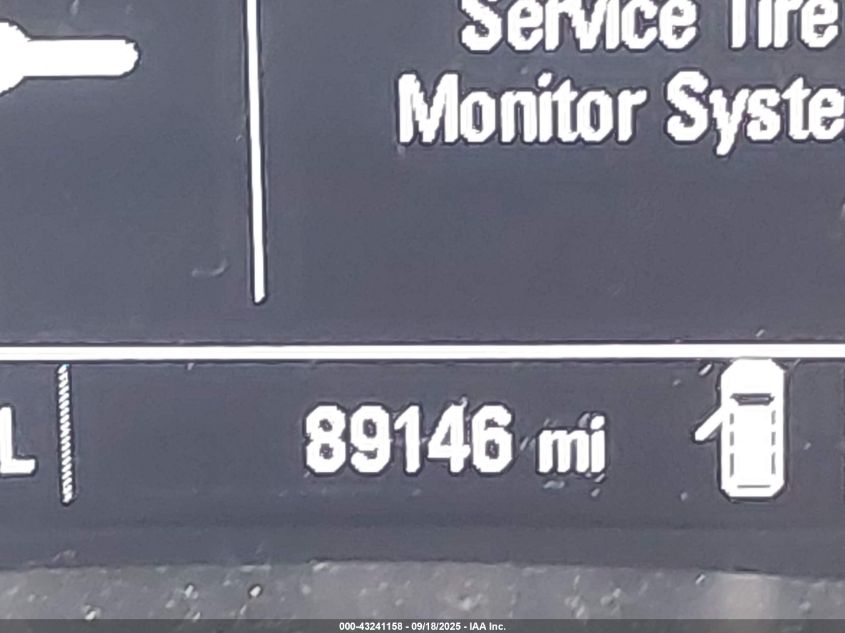 Service Tire
Monitor Syste
L
89146 mi
000-43241158 - 09/18/2025 - IAA Inc.